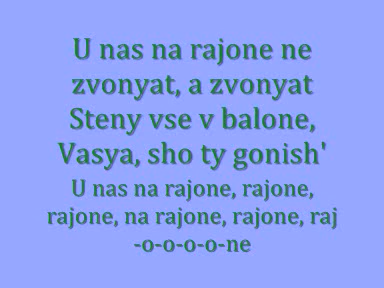 U nas na rajone ne
zvonyat, a zvonyat
Steny vse v balone,
Vasya, sho ty gonish'
U nas na rajone, rajone,
rajone, na rajone, rajone, raj
-o-o-o-o-ne